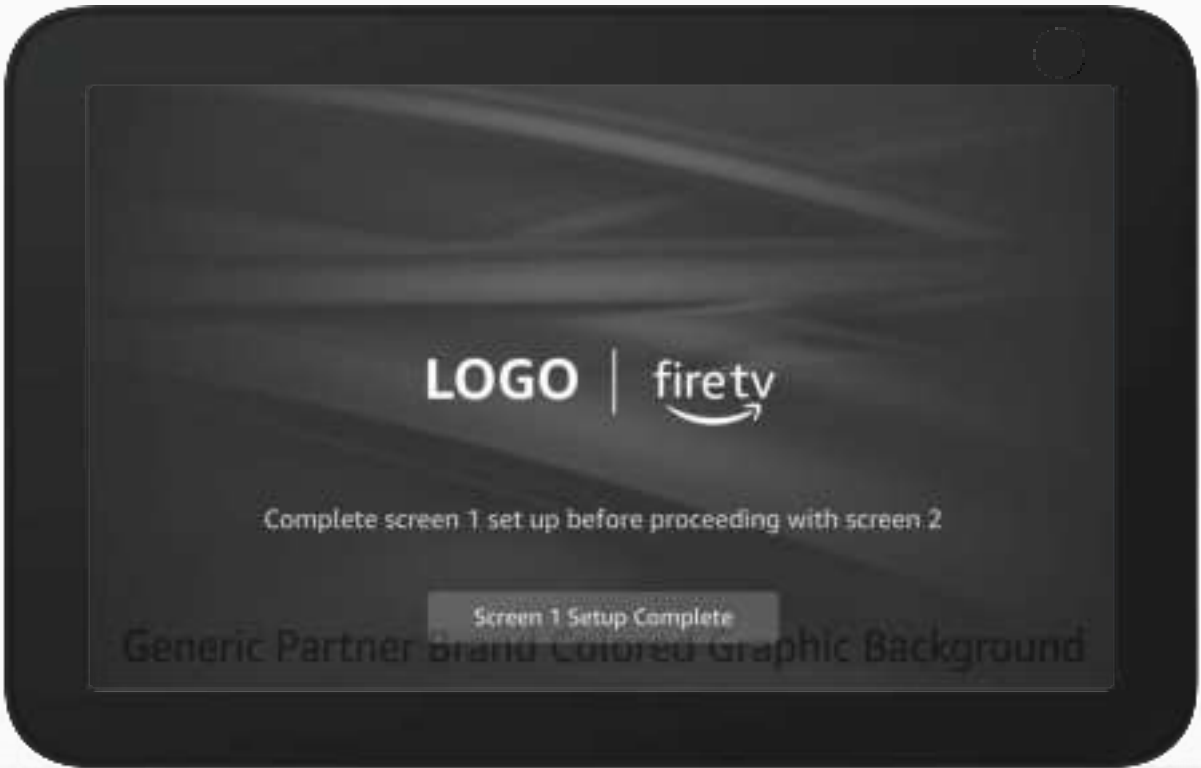 LOGO | firetv
Complete screen 1 set up before proceeding with screen 2
Screen 1 Setup Complete
Generic Partner Brand Colored Graphic Background